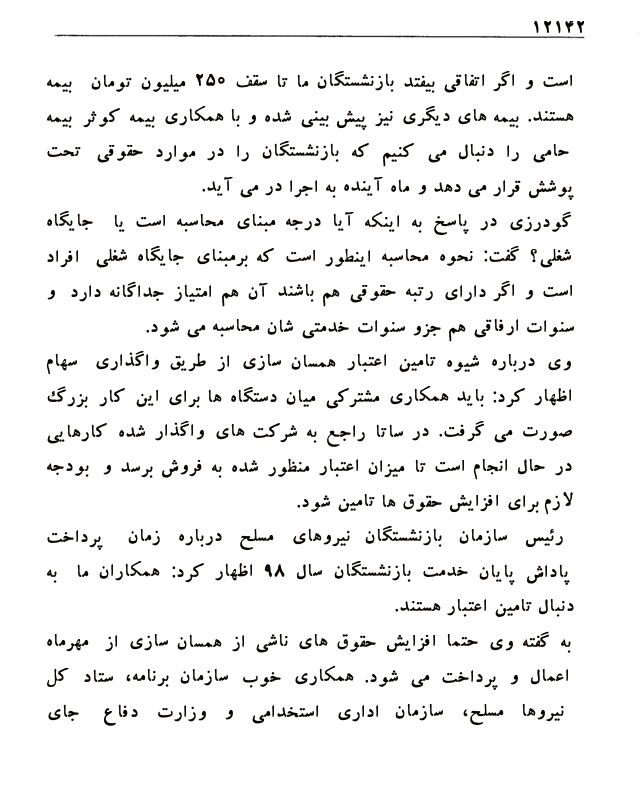 ۱۲۱۴۲
است و اگر اتفاقی بیفتد بازنشستگان ما تا سقف ۲۵۰ میلیون تومان بیمه
هستند. بیمه های دیگری نیز پیش بینی شده و با همکاری بیمه کوثر بیمه
حامی را دنبال می کنیم که بازنشستگان را در موارد حقوقی تحت
پوشش قرار می دهد و ماه آینده به اجرا در می آید.
گودرزی در پاسخ به اینکه آیا درجه مبنای محاسبه است یا جایگاه
شغلی؟ گفت: نحوه محاسبه اینطور است که برمبنای جایگاه شغلی افراد
است و اگر دارای رتبه حقوقی هم باشند آن هم امتیاز جداگانه دارد و
سنوات ارفاقی هم جزو سنوات خدمتی شان محاسبه می شود.
وی درباره شیوه تامین اعتبار همسان سازی از طریق واگذاری سهام
اظهار کرد: باید همکاری مشترکی میان دستگاه ها برای این کار بزرگ
صورت می گرفت. در ساتا راجع به شرکت های واگذار شده کارهایی
در حال انجام است تا میزان اعتبار منظور شده به فروش برسد و بودجه
لازم برای افزایش حقوق ها تامین شود.
رئیس سازمان بازنشستگان نیروهای مسلح درباره زمان پرداخت
پاداش پایان خدمت بازنشستگان سال ۹۸ اظهار کرد: همکاران ما به
دنبال تامین اعتبار هستند.
به گفته وی حتما افزایش حقوق های ناشی از همسان سازی از مهرماه
اعمال و پرداخت می شود. همکاری خوب سازمان برنامه، ستاد کل
نیروها مسلح، سازمان اداری استخدامی و وزارت دفاع جای